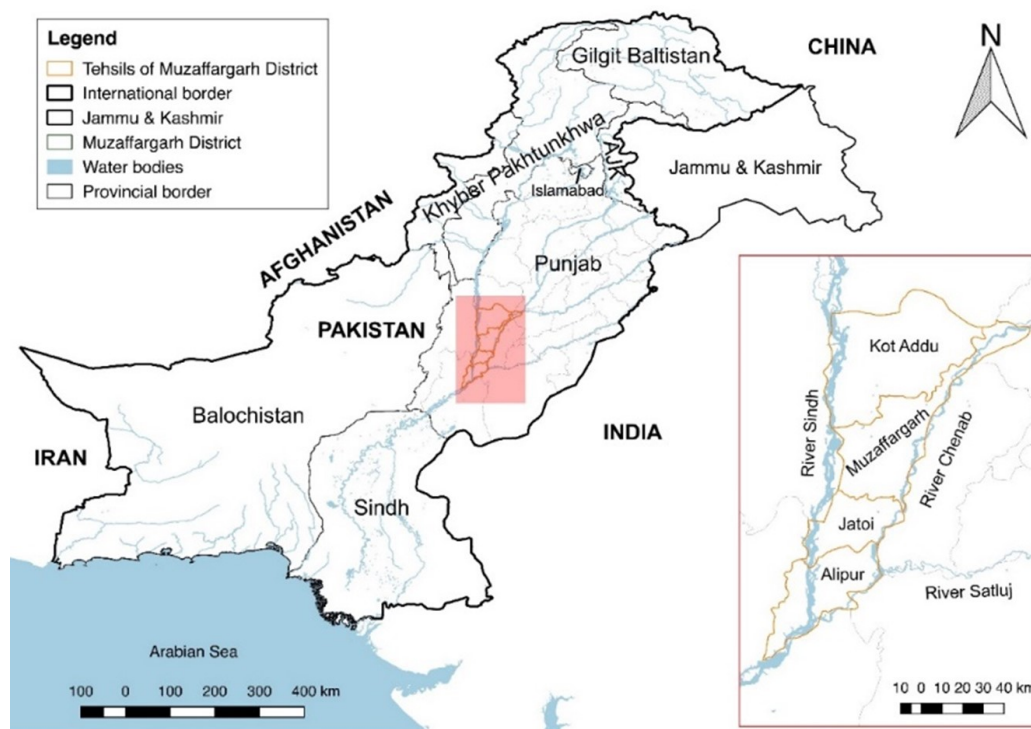 Legend
Tehsils of Muzaffargarh District
International border
Jammu & Kashmir
Muzaffargarh District
Water bodies
Provincial border
CHINA
N
Gilgit Baltistan
Khyber Pakhtunkhwa
AJK
Jammu & Kashmir
Islamabad
AFGHANISTAN
Punjab
PAKISTAN
Balochistan
INDIA
IRAN
Sindh
Arabian Sea
100 0 100 200 300 400 km
Kot Addu
River Sindh
Muzaffargarh
River Chenab
Jatoi
Alipur
River Satluj
10 0 10 20 30 40 km